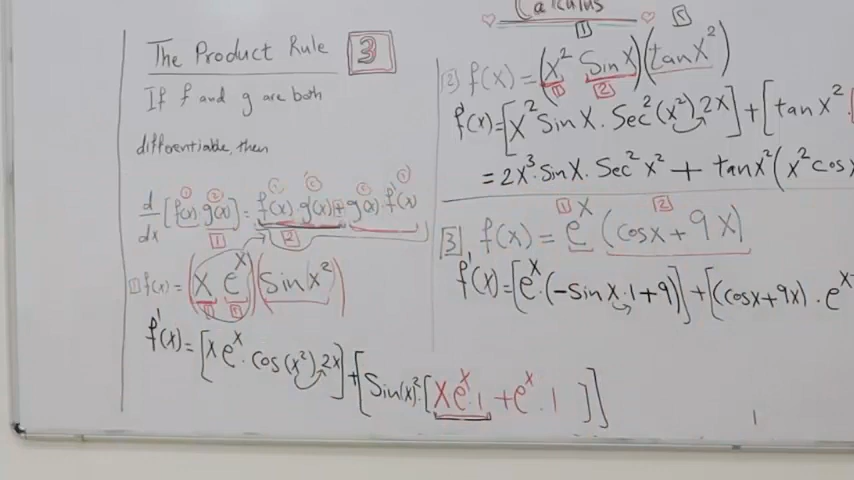 Calculus
The Product Rule 3
If f and g are both
differentiable, then
d/dx [f(x)·g(x)] = f(x)·g'(x) + g(x)·f'(x)
1 2
1 f(x) = (x e^x)(sin x^2)
f'(x) = [x e^x · cos(x^2) 2x] + [sin(x)^2 · [x e^x · 1 + e^x · 1 ]]
[2] f(x) = (x^2 sin x)(tan x^2)
f'(x) = [x^2 sin x · sec^2(x^2) 2x] + [tan x^2 ·
= 2x^3 · sin x · sec^2 x^2 + tan x^2 (x^2 cos x
[3] f(x) = e^x (cos x + 9x)
f'(x) = [e^x · (-sin x · 1 + 9)] + [(cos x + 9x) · e^x